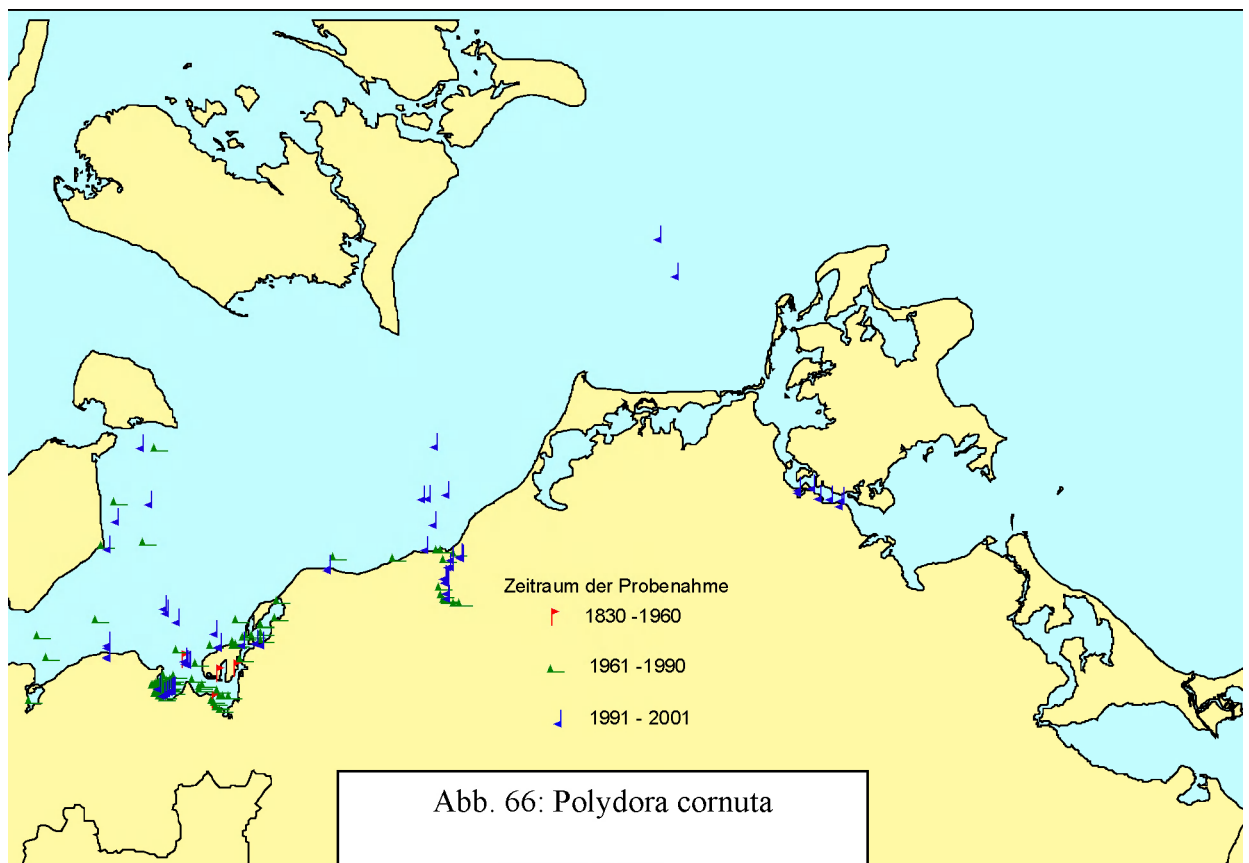 Zeitraum der Probenahme
1830 -1960
1961 -1990
1991 - 2001
Abb. 66: Polydora cornuta